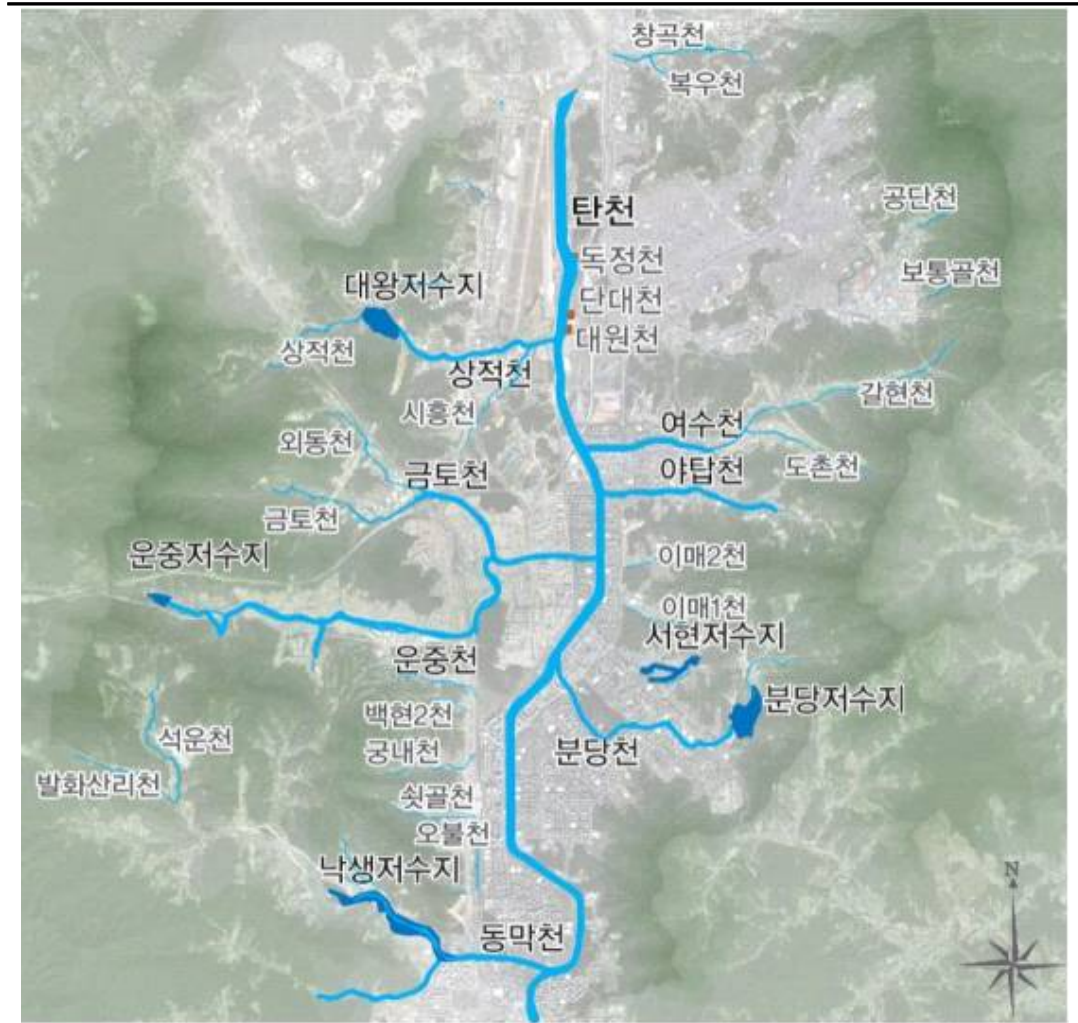 창곡천
복우천
공단천
탄천
독정천
보통골천
대왕저수지
단대천
대원천
상적천
상적천
갈현천
시흥천
여수천
외동천
금토천
야탑천
도촌천
금토천
운중저수지
이매2천
이매1천
서현저수지
운중천
분당저수지
백현2천
석운천
궁내천
분당천
발화산리천
쇳골천
오불천
낙생저수지
N
동막천